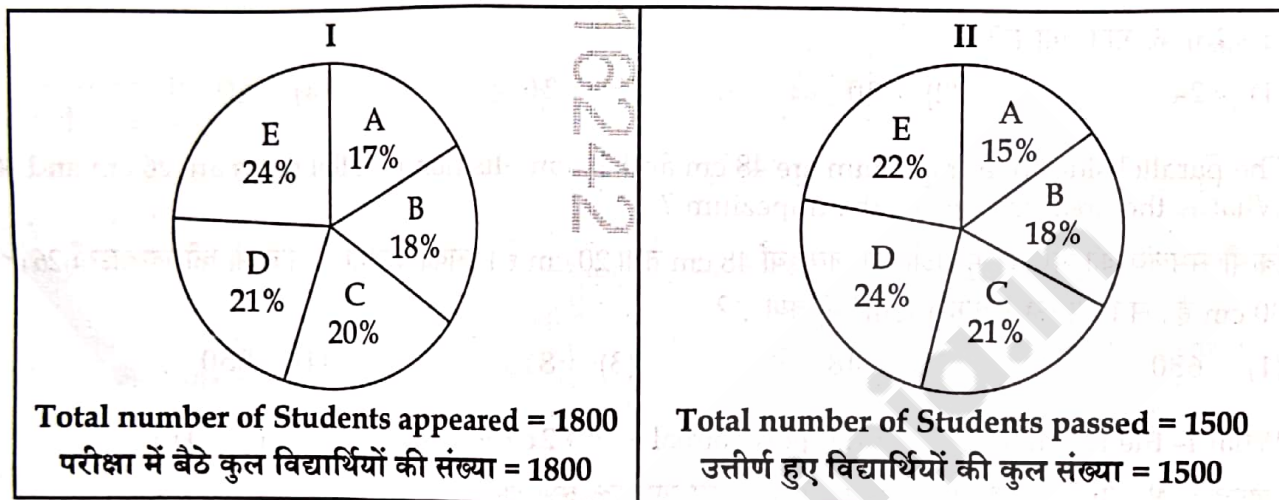 I
A
17%
B
18%
C
20%
D
21%
E
24%
Total number of Students appeared = 1800
परीक्षा में बैठे कुल विद्यार्थियों की संख्या = 1800
16242
II
A
15%
B
18%
C
21%
D
24%
E
22%
Total number of Students passed = 1500
उत्तीर्ण हुए विद्यार्थियों की कुल संख्या = 1500